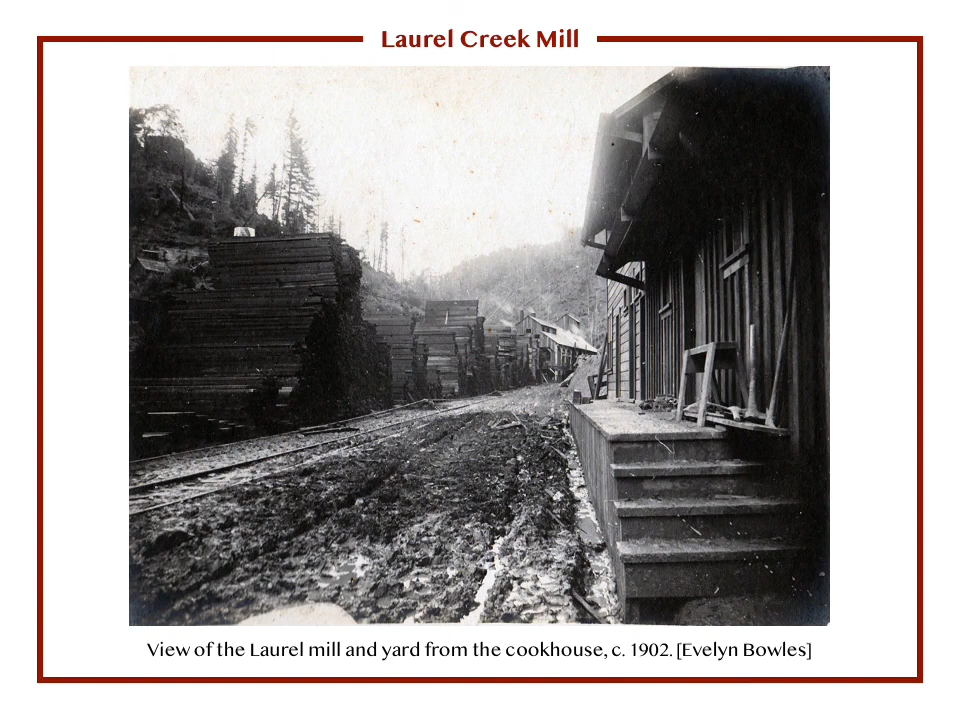 Laurel Creek Mill
View of the Laurel mill and yard from the cookhouse, c. 1902. [Evelyn Bowles]